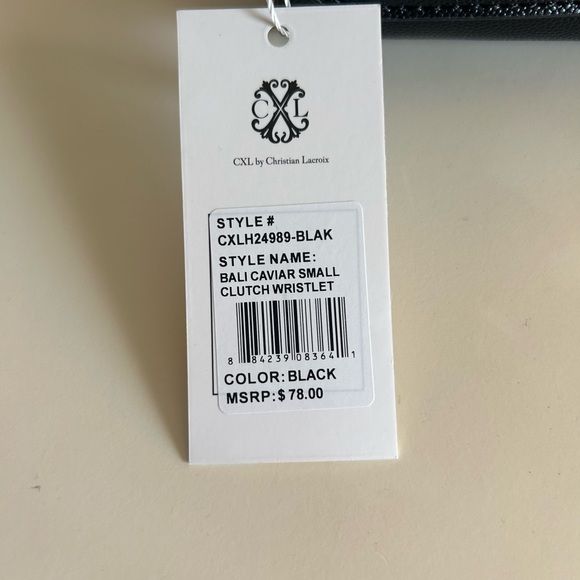 CXL
CXL by Christian Lacroix
STYLE #
CXLH24989-BLAK
STYLE NAME:
BALI CAVIAR SMALL
CLUTCH WRISTLET
8 84239 08364 1
COLOR: BLACK
MSRP: $ 78.00